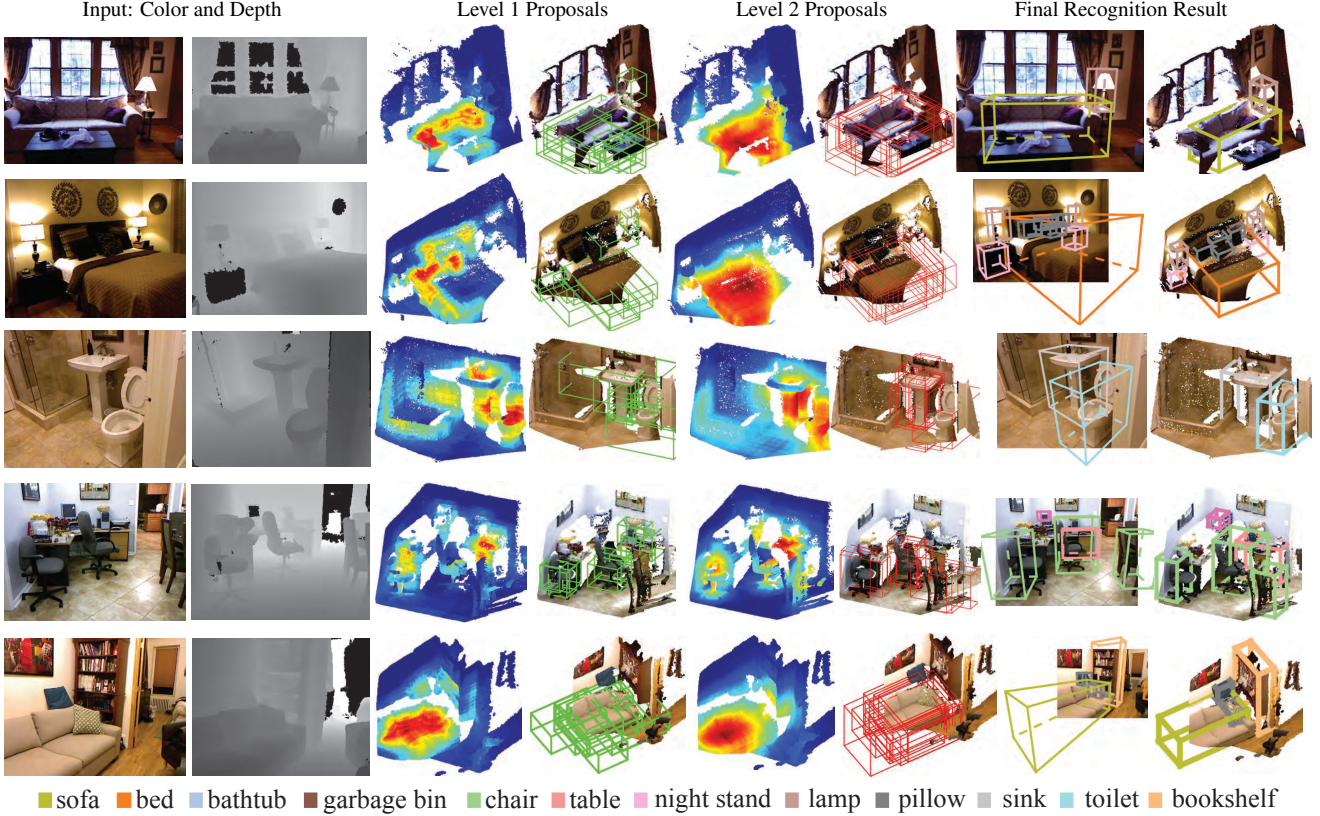 Input: Color and Depth Level 1 Proposals Level 2 Proposals Final Recognition Result
sofa bed bathtub garbage bin chair table night stand lamp pillow sink toilet bookshelf